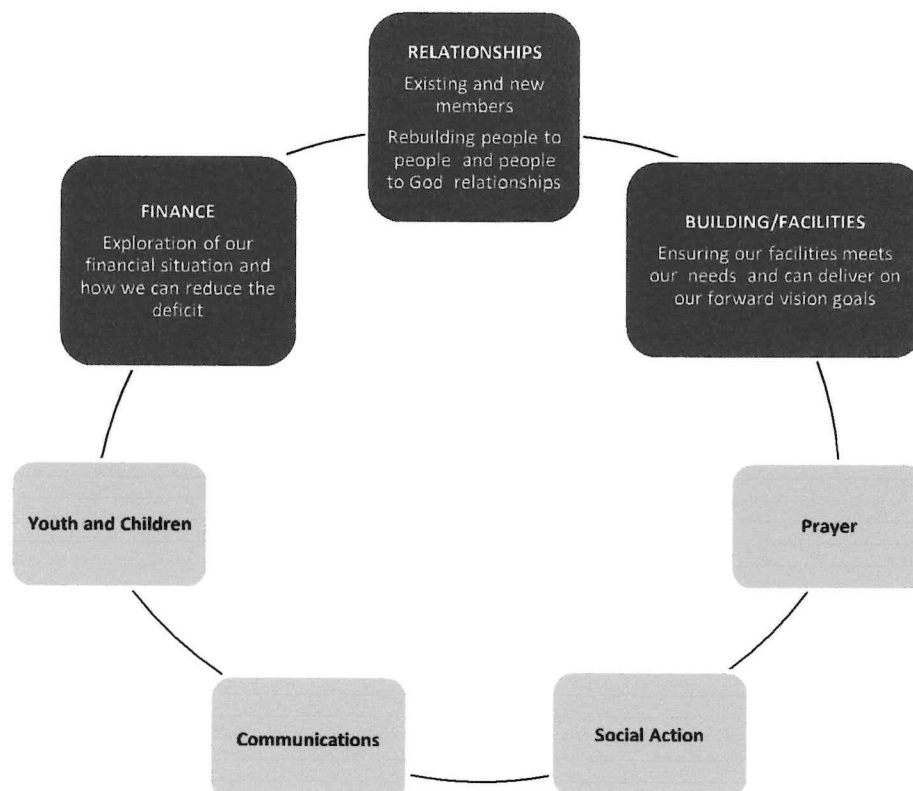 RELATIONSHIPS
Existing and new
members
Rebuilding people to
people and people
to God relationships
FINANCE
Exploration of our
financial situation and
how we can reduce the
deficit
BUILDING/FACILITIES
Ensuring our facilities meets
our needs and can deliver on
our forward vision goals
Youth and Children
Prayer
Communications
Social Action